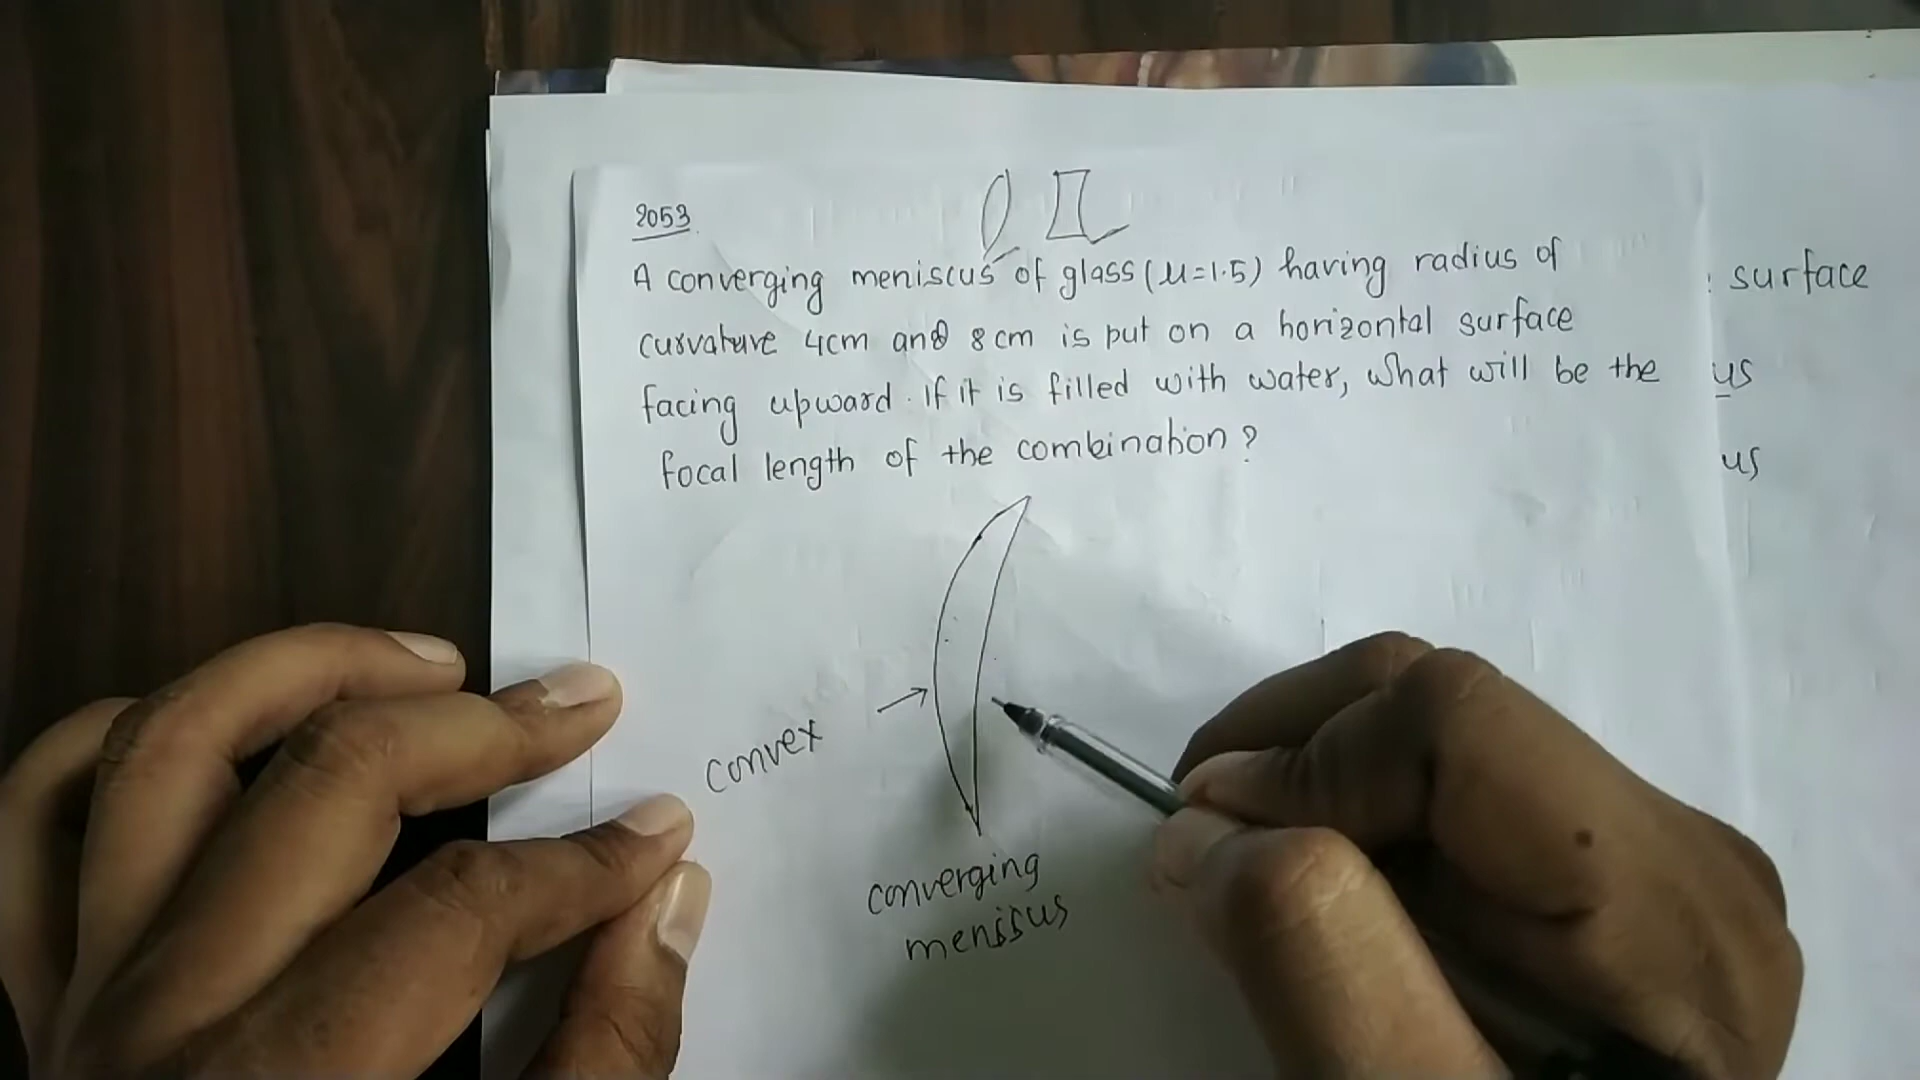 2053
A converging meniscus of glass (μ=1.5) having radius of
curvature 4cm and 8cm is put on a horizontal surface
facing upward. If it is filled with water, what will be the
focal length of the combination?
surface
us
us
convex
converging
menisus